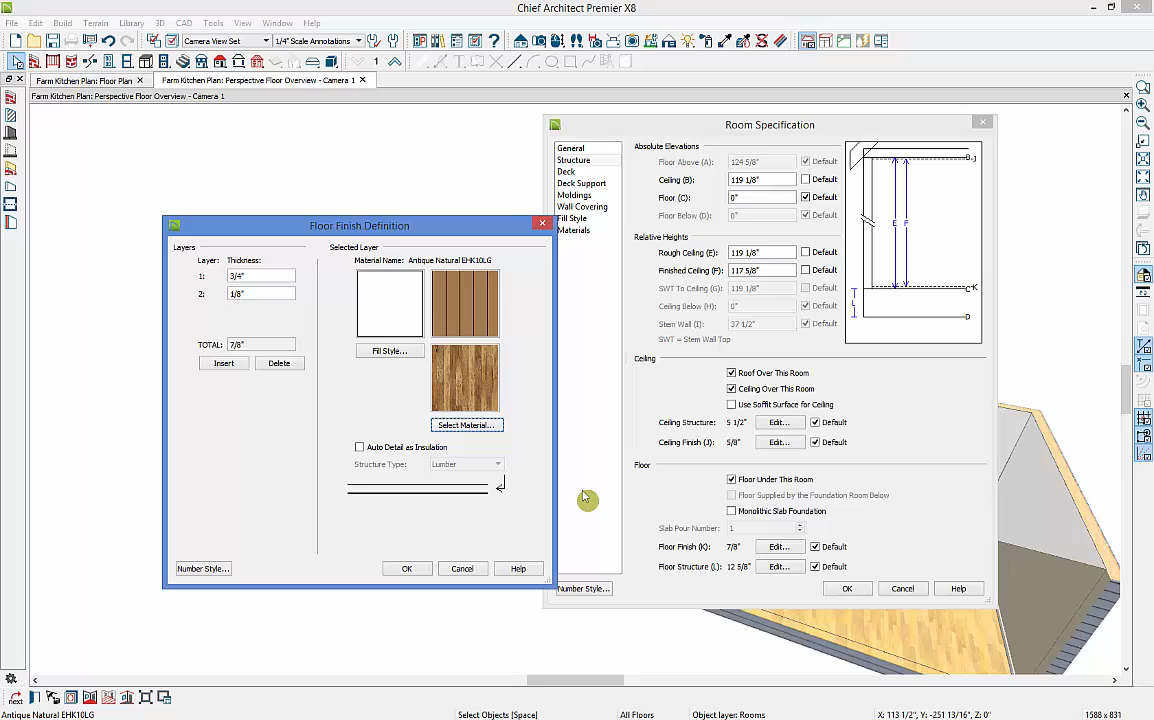 Chief Architect Premier X8
File Edit Build Terrain Library 3D CAD Tools View Window Help
Camera View Set 1/4" Scale Annotations
1
Farm Kitchen Plan: Floor Plan Farm Kitchen Plan: Perspective Floor Overview - Camera 1
Farm Kitchen Plan: Perspective Floor Overview - Camera 1
Room Specification
General
Structure
Deck
Deck Support
Moldings
Wall Covering
Fill Style
Materials
Absolute Elevations
Floor Above (A): 124 5/8" Default
Ceiling (B): 119 1/8" Default
Floor (C): 0" Default
Floor Below (D): 0" Default
Relative Heights
Rough Ceiling (E): 119 1/8" Default
Finished Ceiling (F): 117 5/8" Default
SWT To Ceiling (G): 119 1/8" Default
Ceiling Below (H): 0" Default
Stem Wall (I): 37 1/2" Default
SWT = Stem Wall Top
B J
E F
K
C
L
D
Ceiling
Roof Over This Room
Ceiling Over This Room
Use Soffit Surface for Ceiling
Ceiling Structure: 5 1/2" Edit... Default
Ceiling Finish (J): 5/8" Edit... Default
Floor
Floor Under This Room
Floor Supplied by the Foundation Room Below
Monolithic Slab Foundation
Slab Pour Number: 1
Floor Finish (K): 7/8" Edit... Default
Floor Structure (L): 12 5/8" Edit... Default
Number Style... OK Cancel Help
Floor Finish Definition
Layers
Layer: Thickness:
1: 3/4"
2: 1/8"
TOTAL: 7/8"
Insert Delete
Selected Layer
Material Name: Antique Natural EHK10LG
Fill Style...
Select Material...
Auto Detail as Insulation
Structure Type: Lumber
Number Style... OK Cancel Help
next
Antique Natural EHK10LG Select Objects [Space] All Floors Object layer: Rooms X: 113 1/2", Y: -251 13/16", Z: 0" 1588 x 831